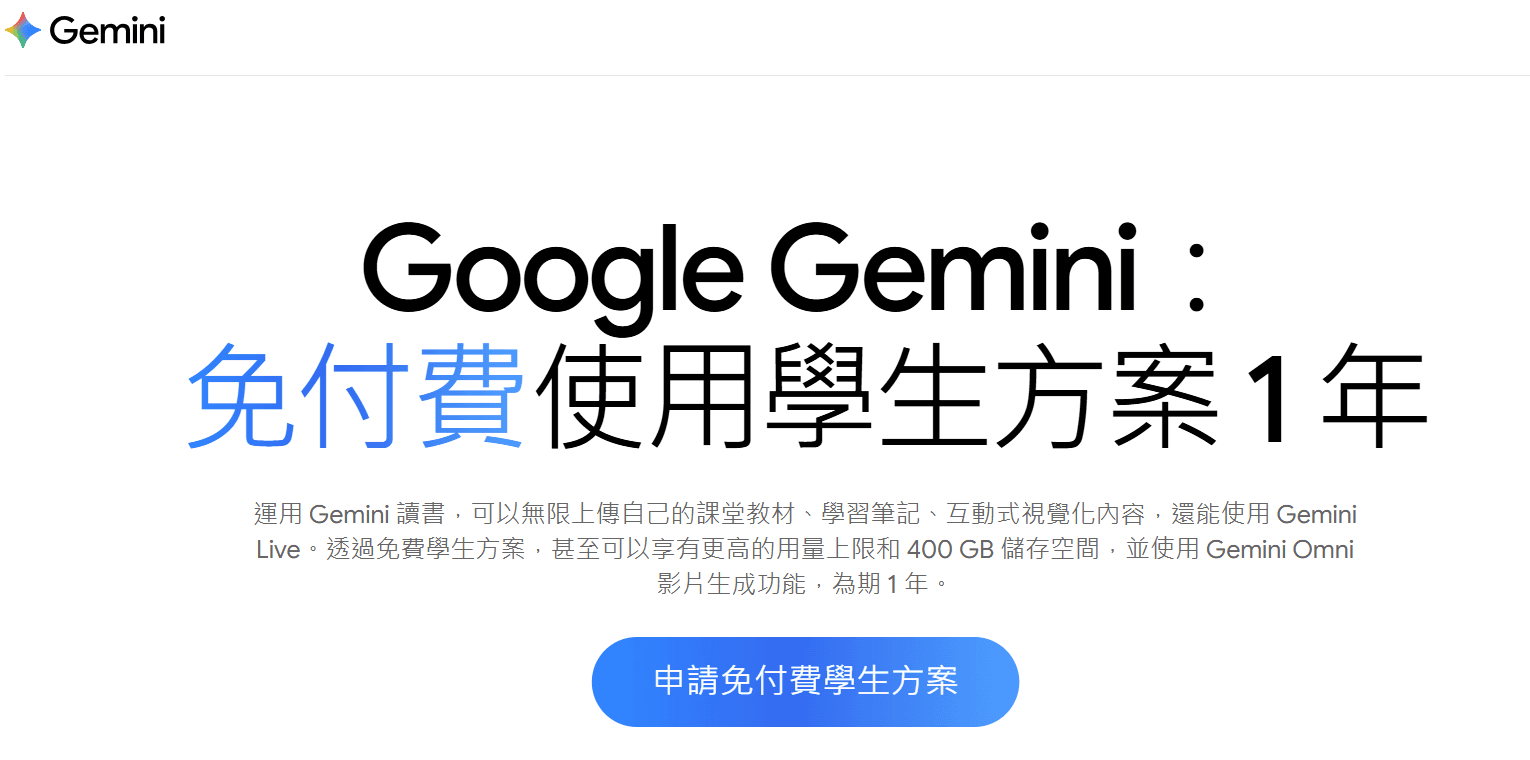 Gemini
Google Gemini：
免付費使用學生方案 1 年
運用 Gemini 讀書，可以無限上傳自己的課堂教材、學習筆記、互動式視覺化內容，還能使用 Gemini
Live。透過免費學生方案，甚至可以享有更高的用量上限和 400 GB 儲存空間，並使用 Gemini Omni
影片生成功能，為期 1 年。
申請免付費學生方案